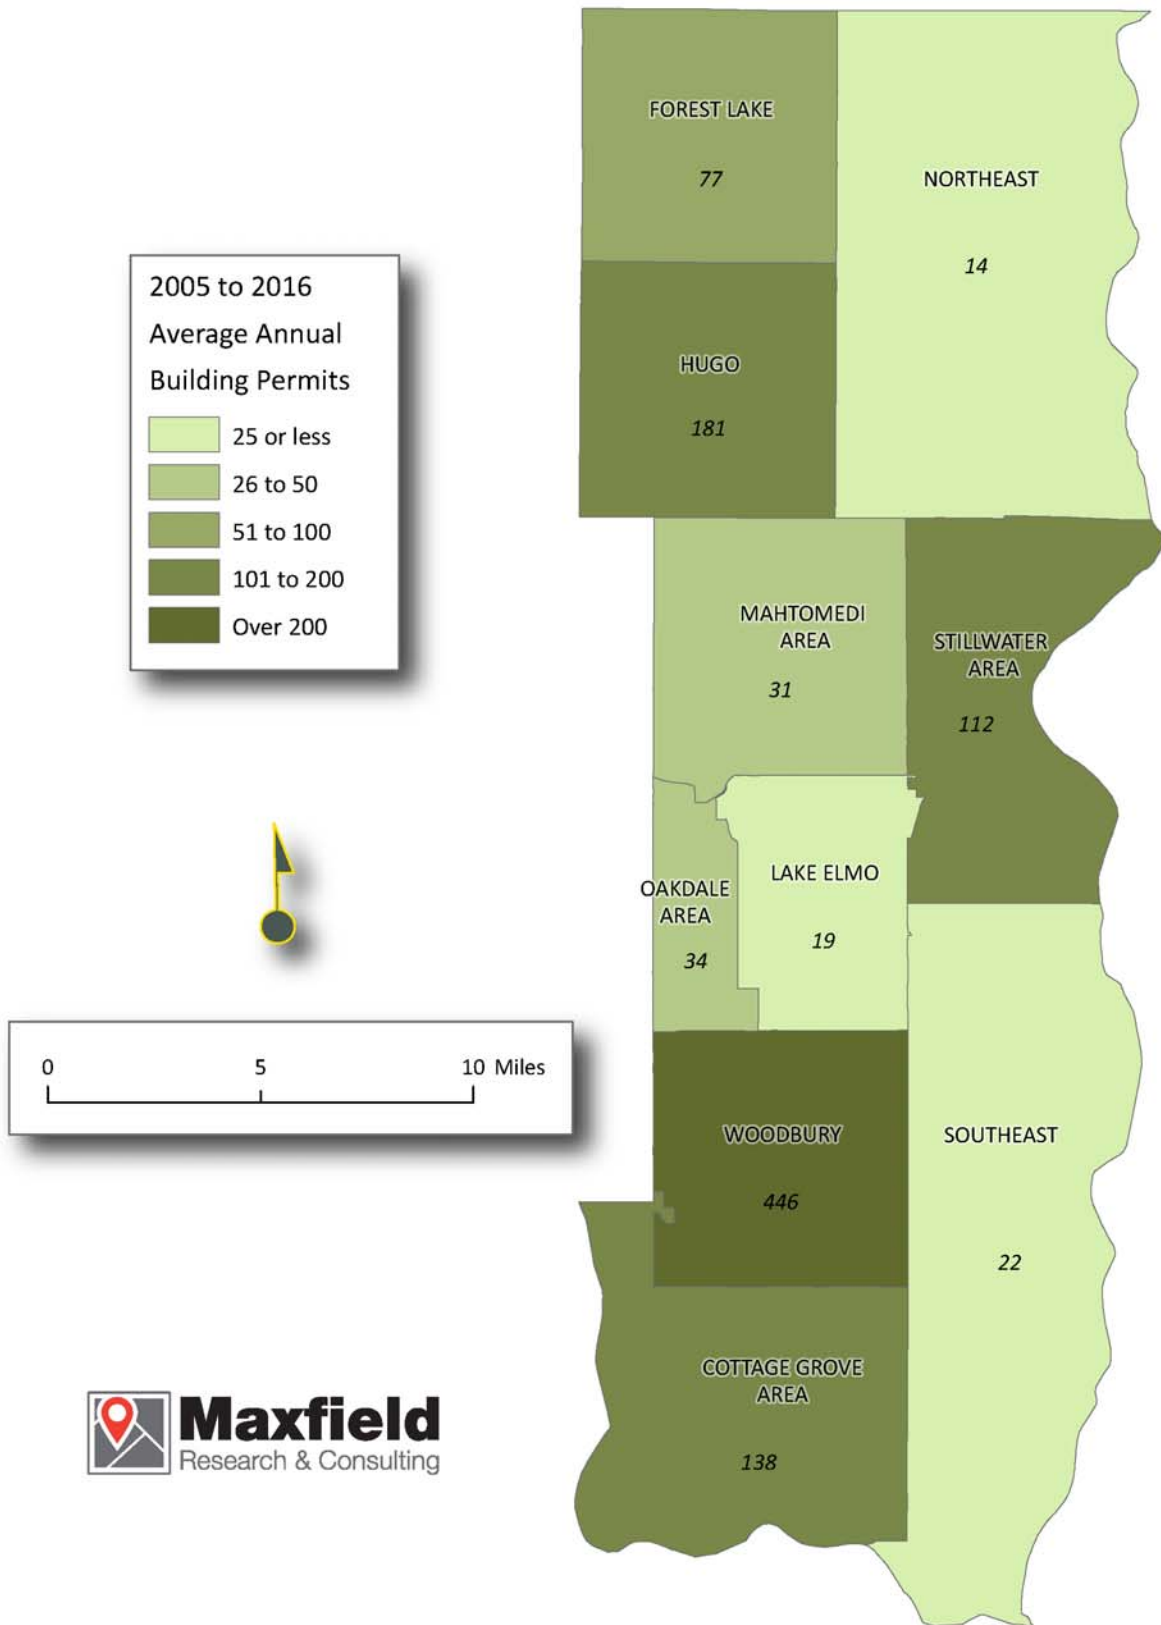 FOREST LAKE
77
NORTHEAST
14
2005 to 2016
Average Annual
Building Permits
25 or less
26 to 50
51 to 100
101 to 200
Over 200
HUGO
181
MAHTOMEDI
AREA
31
STILLWATER
AREA
112
OAKDALE
AREA
34
LAKE ELMO
19
0 5 10 Miles
WOODBURY
446
SOUTHEAST
22
COTTAGE GROVE
AREA
138
Maxfield
Research & Consulting